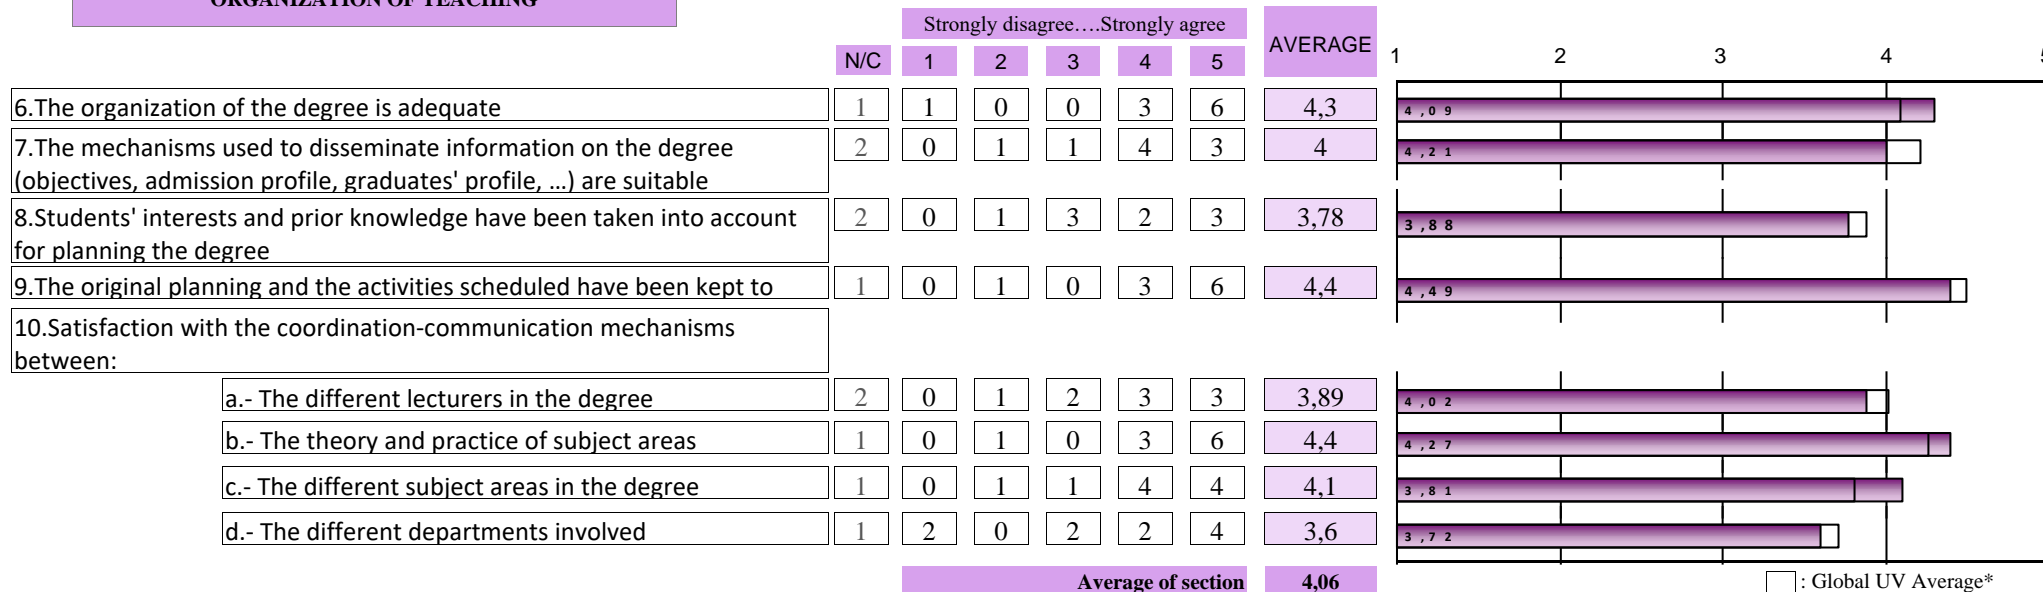 ORGANIZATION OF TEACHING
Strongly disagree….Strongly agree
AVERAGE
N/C 1 2 3 4 5
1 2 3 4 5
6.The organization of the degree is adequate 1 1 0 0 3 6 4,3 4,09
7.The mechanisms used to disseminate information on the degree 2 0 1 1 4 3 4 4,21
(objectives, admission profile, graduates' profile, …) are suitable
8.Students' interests and prior knowledge have been taken into account 2 0 1 3 2 3 3,78 3,88
for planning the degree
9.The original planning and the activities scheduled have been kept to 1 0 1 0 3 6 4,4 4,49
10.Satisfaction with the coordination-communication mechanisms
between:
a.- The different lecturers in the degree 2 0 1 2 3 3 3,89 4,02
b.- The theory and practice of subject areas 1 0 1 0 3 6 4,4 4,27
c.- The different subject areas in the degree 1 0 1 1 4 4 4,1 3,81
d.- The different departments involved 1 2 0 2 2 4 3,6 3,72
Average of section 4,06
: Global UV Average*